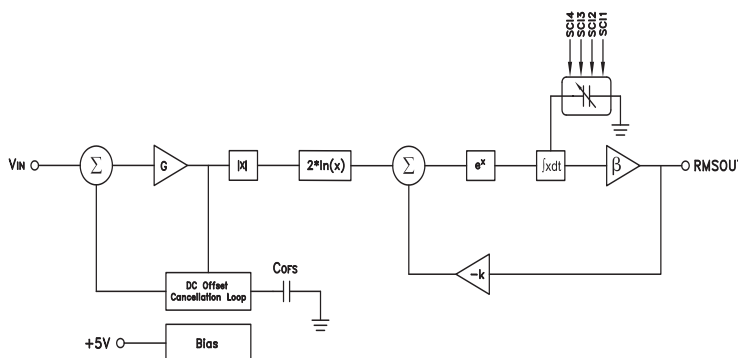 SCI4
SCI3
SCI2
SCI1
VIN
Σ
G
|X|
2*ln(x)
Σ
e^x
∫xdt
β
RMSOUT
-k
DC Offset
Cancellation Loop
COFS
+5V
Bias